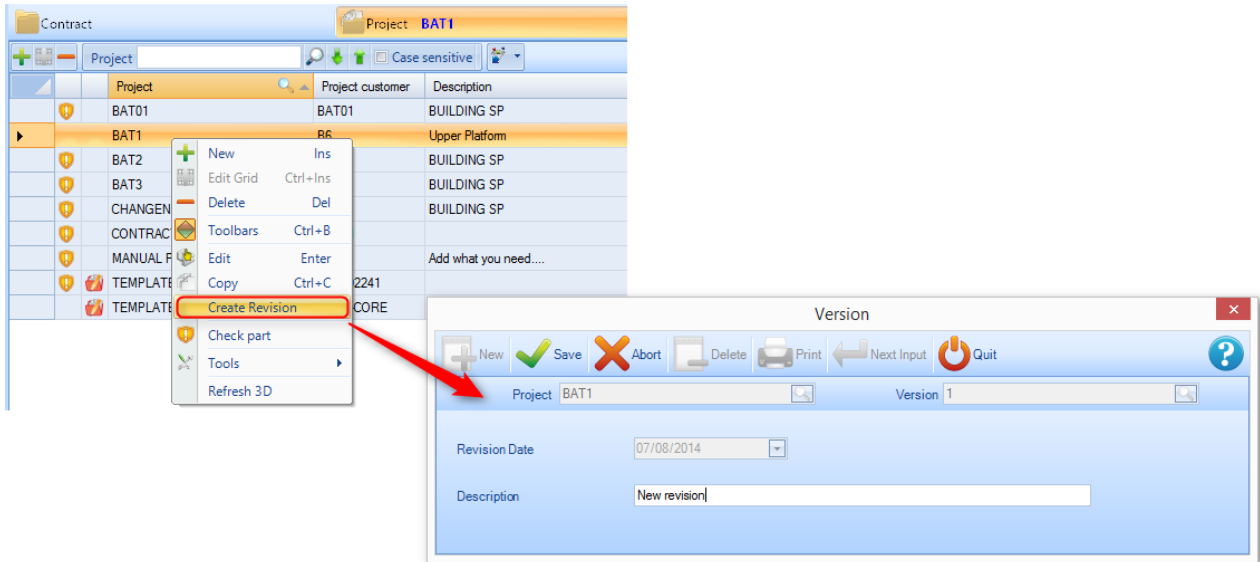 Contract
Project BAT1
Project
Case sensitive
Project Project customer Description
BAT01 BAT01 BUILDING SP
BAT1 B6 Upper Platform
BAT2 BUILDING SP
BAT3 BUILDING SP
CHANGEN BUILDING SP
CONTRAC
MANUAL P Add what you need....
TEMPLATE 2241
TEMPLATE CORE
New Ins
Edit Grid Ctrl+Ins
Delete Del
Toolbars Ctrl+B
Edit Enter
Copy Ctrl+C
Create Revision
Check part
Tools
Refresh 3D
Version
New Save Abort Delete Print Next Input Quit ?
Project BAT1 Version 1
Revision Date 07/08/2014
Description New revision